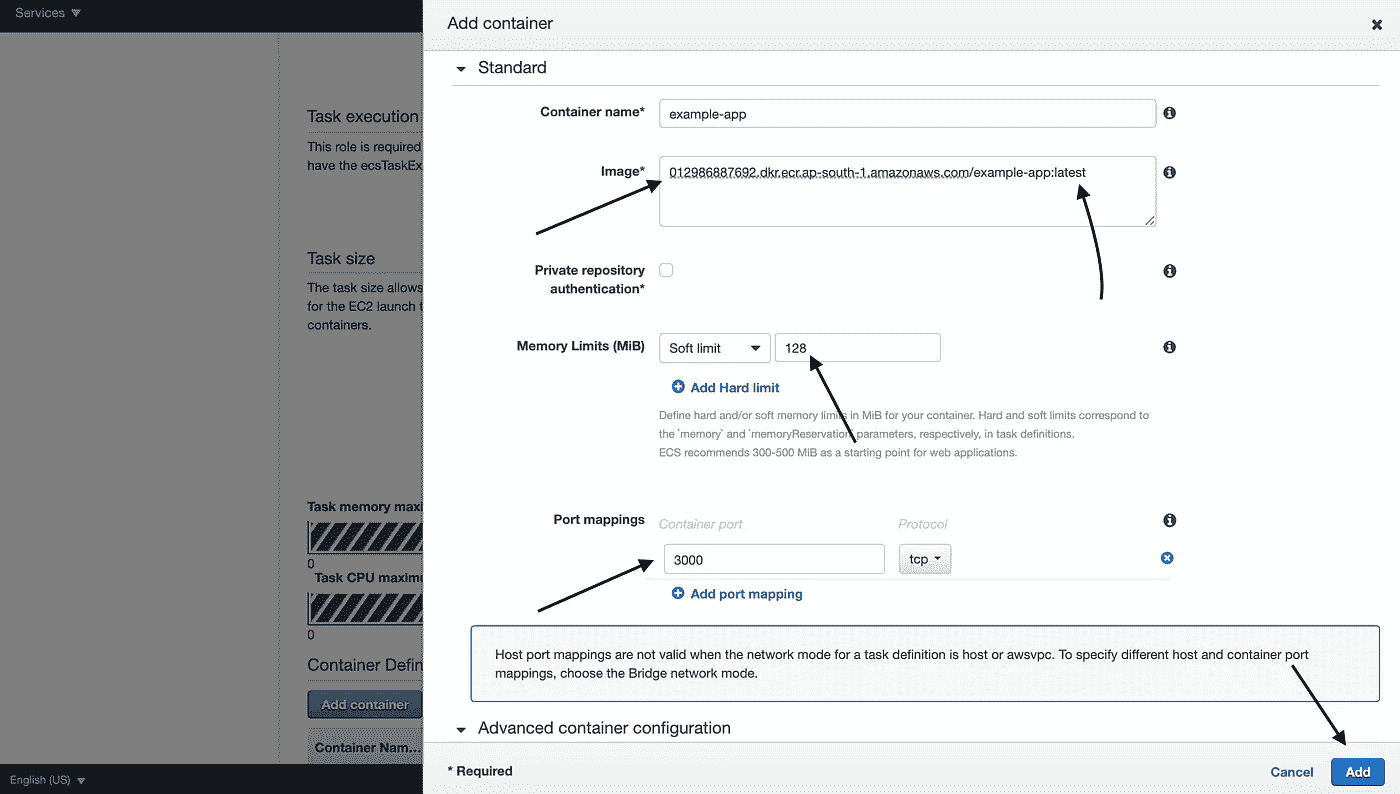 Services
Add container
Standard
Task execution
This role is required
have the ecsTaskEx
Task size
The task size allows
for the EC2 launch t
containers.
Task memory maxi
0
Task CPU maximu
0
Container Defin
Add container
Container Nam...
Container name*
example-app
Image*
012986887692.dkr.ecr.ap-south-1.amazonaws.com/example-app:latest
Private repository
authentication*
Memory Limits (MiB)
Soft limit
128
Add Hard limit
Define hard and/or soft memory limits in MiB for your container. Hard and soft limits correspond to
the `memory` and `memoryReservation` parameters, respectively, in task definitions.
ECS recommends 300-500 MiB as a starting point for web applications.
Port mappings
Container port
Protocol
3000
tcp
Add port mapping
Host port mappings are not valid when the network mode for a task definition is host or awsvpc. To specify different host and container port
mappings, choose the Bridge network mode.
Advanced container configuration
* Required
Cancel
Add
English (US)